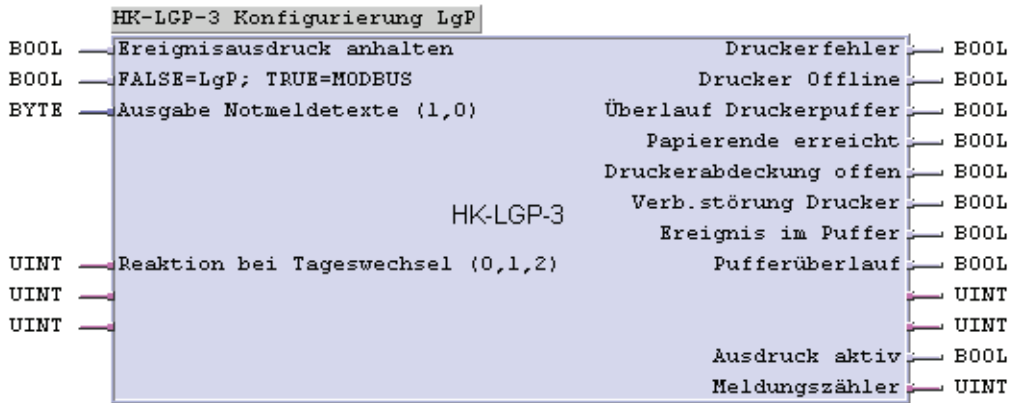 HK-LGP-3 Konfigurierung LgP
BOOL Ereignisausdruck anhalten Druckerfehler BOOL
BOOL FALSE=LgP; TRUE=MODBUS Drucker Offline BOOL
BYTE Ausgabe Notmeldetexte (1,0) Überlauf Druckerpuffer BOOL
Papierende erreicht BOOL
Druckerabdeckung offen BOOL
Verb.störung Drucker BOOL
HK-LGP-3
Ereignis im Puffer BOOL
UINT Reaktion bei Tageswechsel (0,1,2) Pufferüberlauf BOOL
UINT UINT
UINT UINT
Ausdruck aktiv BOOL
Meldungszähler UINT